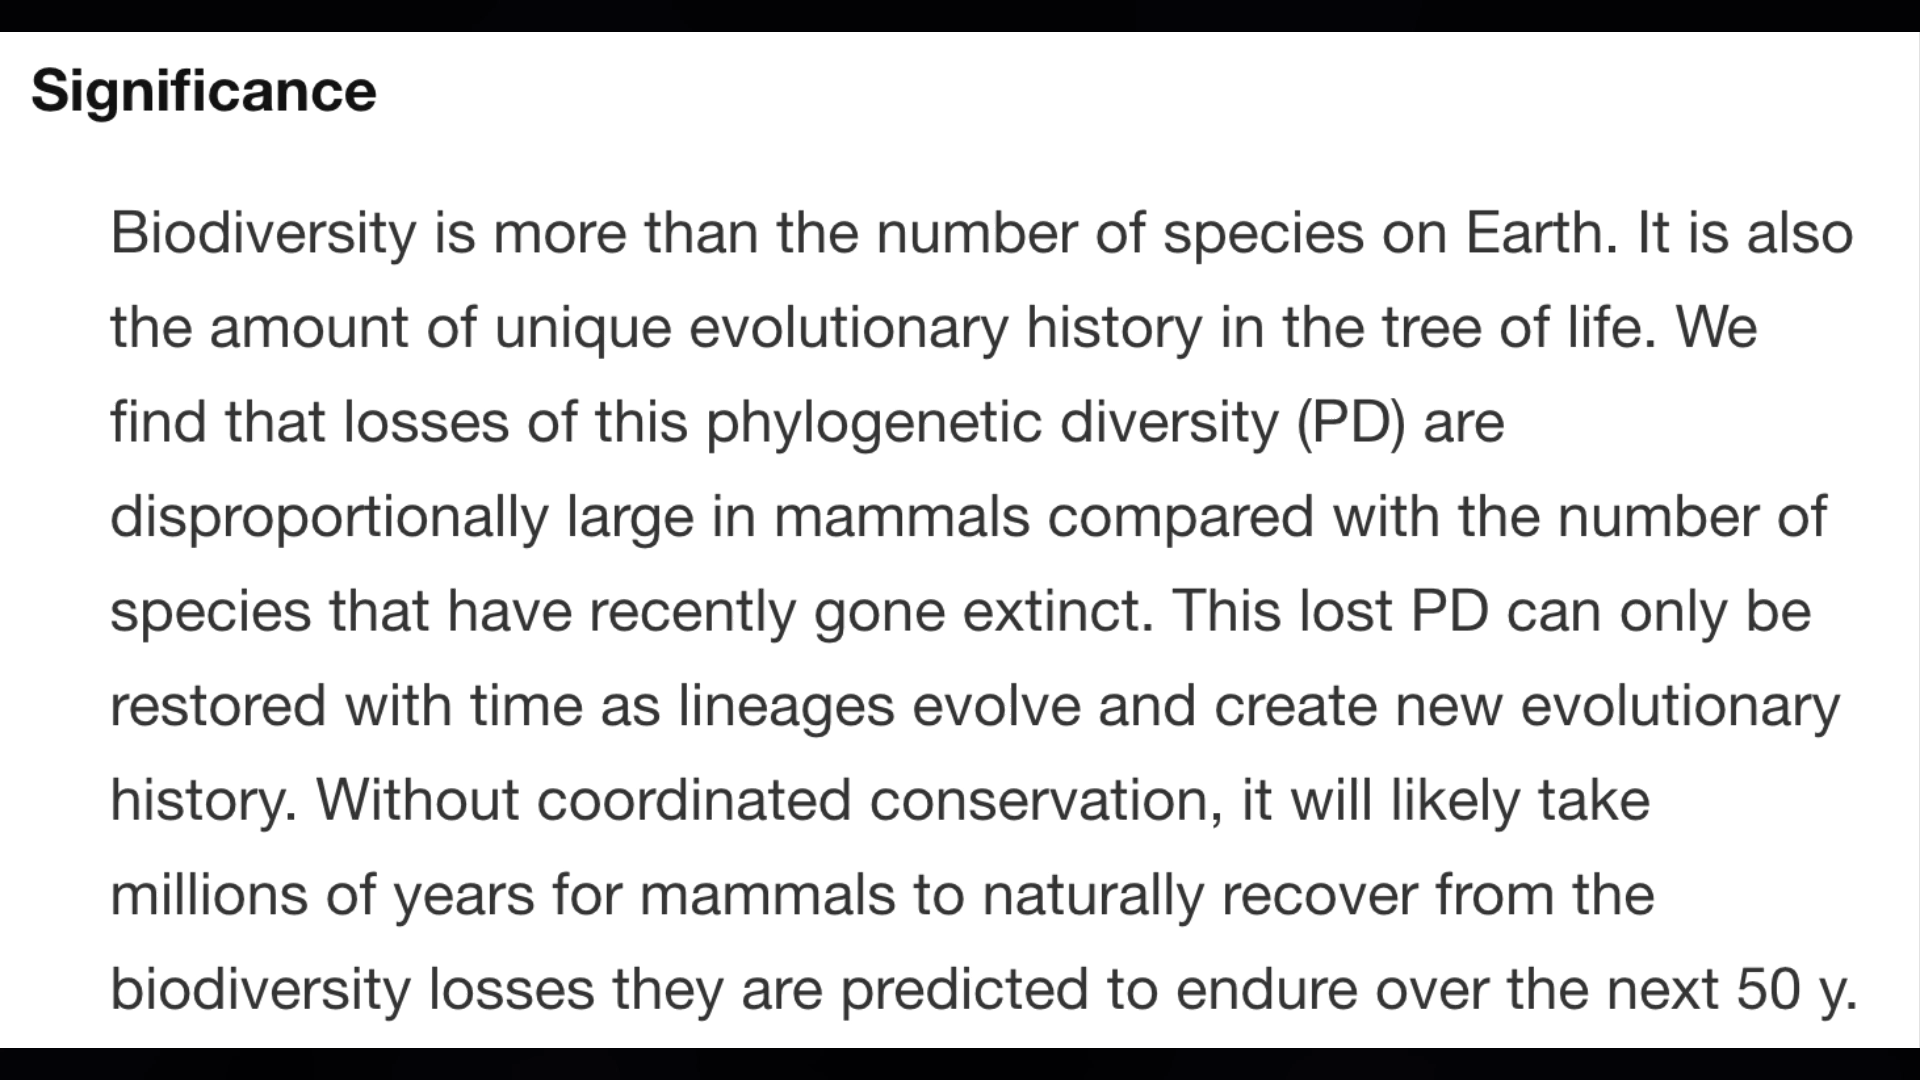 Significance
Biodiversity is more than the number of species on Earth. It is also
the amount of unique evolutionary history in the tree of life. We
find that losses of this phylogenetic diversity (PD) are
disproportionally large in mammals compared with the number of
species that have recently gone extinct. This lost PD can only be
restored with time as lineages evolve and create new evolutionary
history. Without coordinated conservation, it will likely take
millions of years for mammals to naturally recover from the
biodiversity losses they are predicted to endure over the next 50 y.